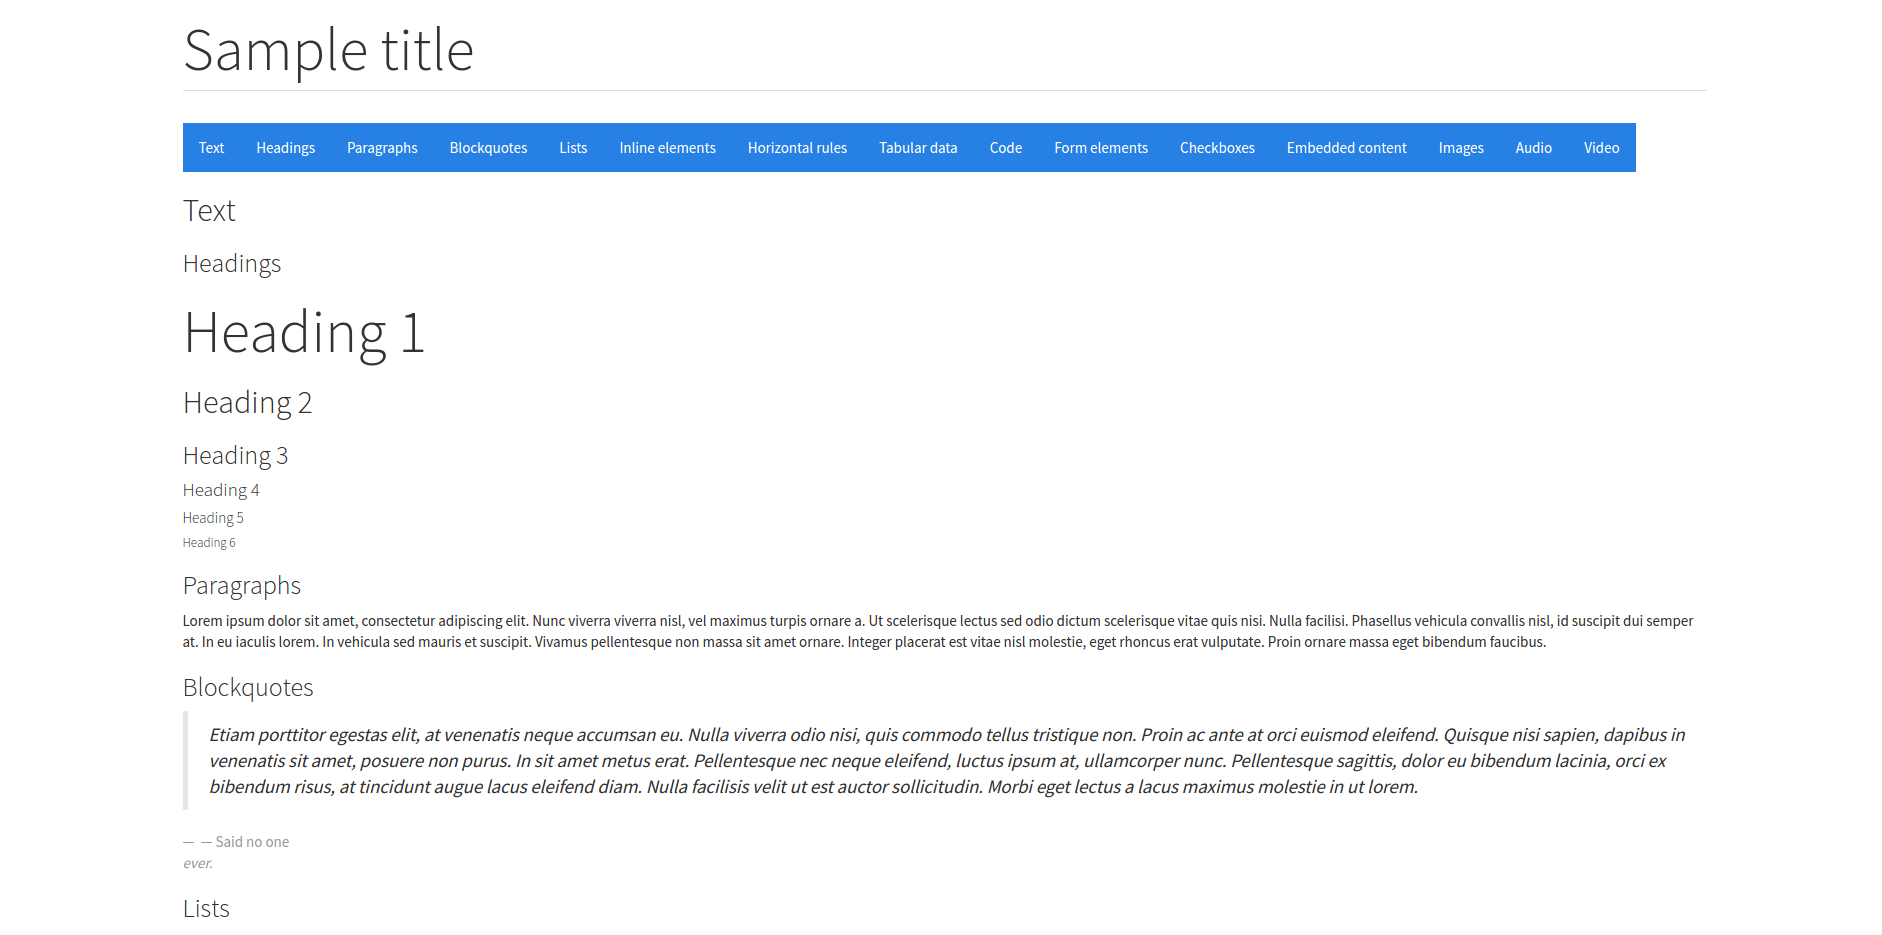 Sample title
Text Headings Paragraphs Blockquotes Lists Inline elements Horizontal rules Tabular data Code Form elements Checkboxes Embedded content Images Audio Video
Text
Headings
Heading 1
Heading 2
Heading 3
Heading 4
Heading 5
Heading 6
Paragraphs
Lorem ipsum dolor sit amet, consectetur adipiscing elit. Nunc viverra viverra nisl, vel maximus turpis ornare a. Ut scelerisque lectus sed odio dictum scelerisque vitae quis nisi. Nulla facilisi. Phasellus vehicula convallis nisl, id suscipit dui semper
at. In eu iaculis lorem. In vehicula sed mauris et suscipit. Vivamus pellentesque non massa sit amet ornare. Integer placerat est vitae nisl molestie, eget rhoncus erat vulputate. Proin ornare massa eget bibendum faucibus.
Blockquotes
Etiam porttitor egestas elit, at venenatis neque accumsan eu. Nulla viverra odio nisi, quis commodo tellus tristique non. Proin ac ante at orci euismod eleifend. Quisque nisi sapien, dapibus in
venenatis sit amet, posuere non purus. In sit amet metus erat. Pellentesque nec neque eleifend, luctus ipsum at, ullamcorper nunc. Pellentesque sagittis, dolor eu bibendum lacinia, orci ex
bibendum risus, at tincidunt augue lacus eleifend diam. Nulla facilisis velit ut est auctor sollicitudin. Morbi eget lectus a lacus maximus molestie in ut lorem.
— — Said no one
ever.
Lists